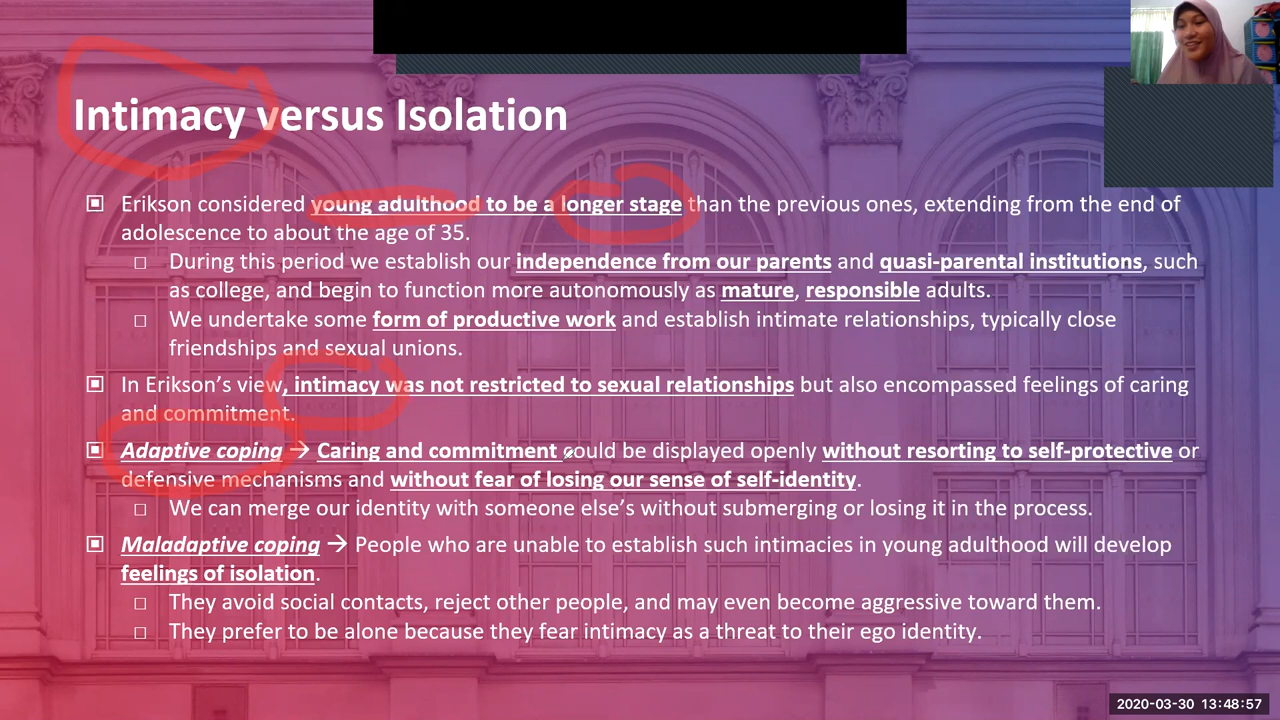 Intimacy versus Isolation
Erikson considered young adulthood to be a longer stage than the previous ones, extending from the end of
adolescence to about the age of 35.
During this period we establish our independence from our parents and quasi-parental institutions, such
as college, and begin to function more autonomously as mature, responsible adults.
We undertake some form of productive work and establish intimate relationships, typically close
friendships and sexual unions.
In Erikson’s view, intimacy was not restricted to sexual relationships but also encompassed feelings of caring
and commitment.
Adaptive coping → Caring and commitment could be displayed openly without resorting to self-protective or
defensive mechanisms and without fear of losing our sense of self-identity.
We can merge our identity with someone else’s without submerging or losing it in the process.
Maladaptive coping → People who are unable to establish such intimacies in young adulthood will develop
feelings of isolation.
They avoid social contacts, reject other people, and may even become aggressive toward them.
They prefer to be alone because they fear intimacy as a threat to their ego identity.
2020-03-30 13:48:57